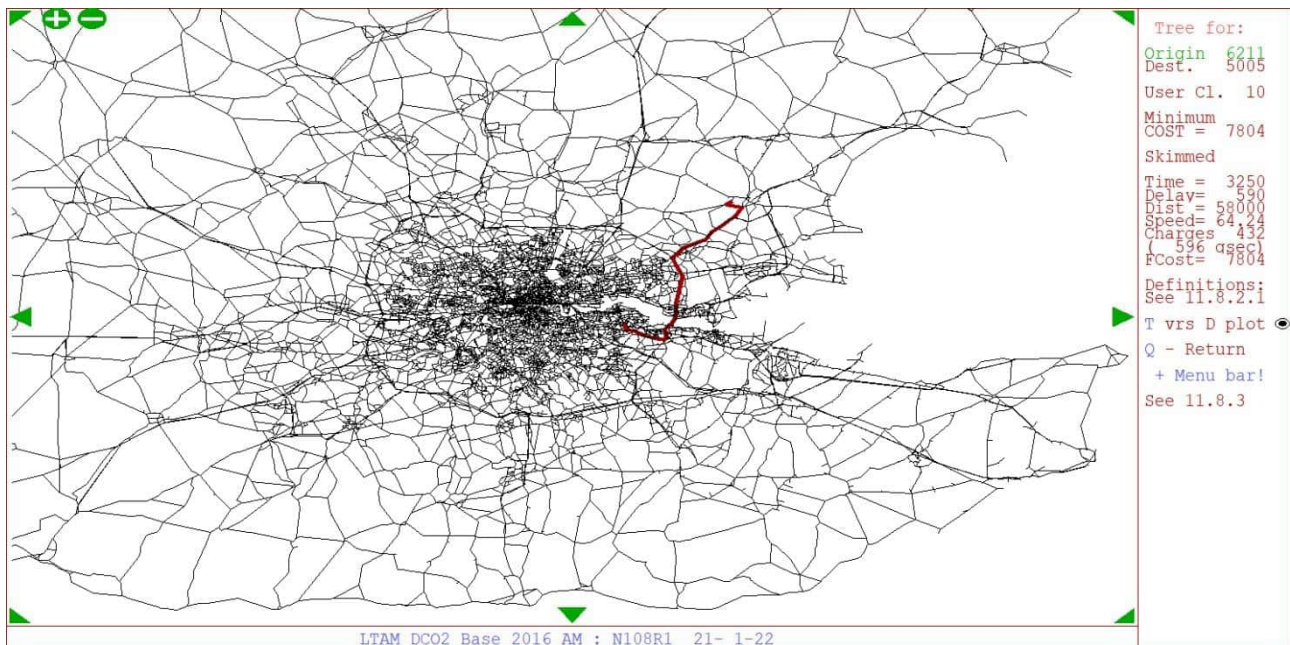 Tree for:
Origin 6211
Dest. 5005
User Cl. 10
Minimum
COST = 7804
Skimmed
Time = 3250
Delay= 590
Dist = 58000
Speed= 64.24
Charges 432
( 596 gsec)
FCost= 7804
Definitions:
See 11.8.2.1
T vrs D plot
Q - Return
+ Menu bar!
See 11.8.3
LTAM DCO2 Base 2016 AM : N108R1 21- 1-22